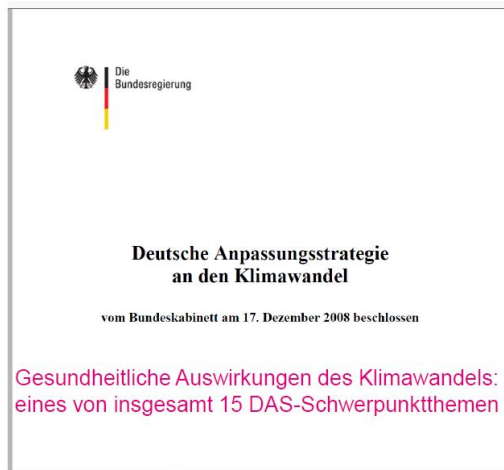 Die
Bundesregierung
Deutsche Anpassungsstrategie
an den Klimawandel
vom Bundeskabinett am 17. Dezember 2008 beschlossen
Gesundheitliche Auswirkungen des Klimawandels:
eines von insgesamt 15 DAS-Schwerpunktthemen